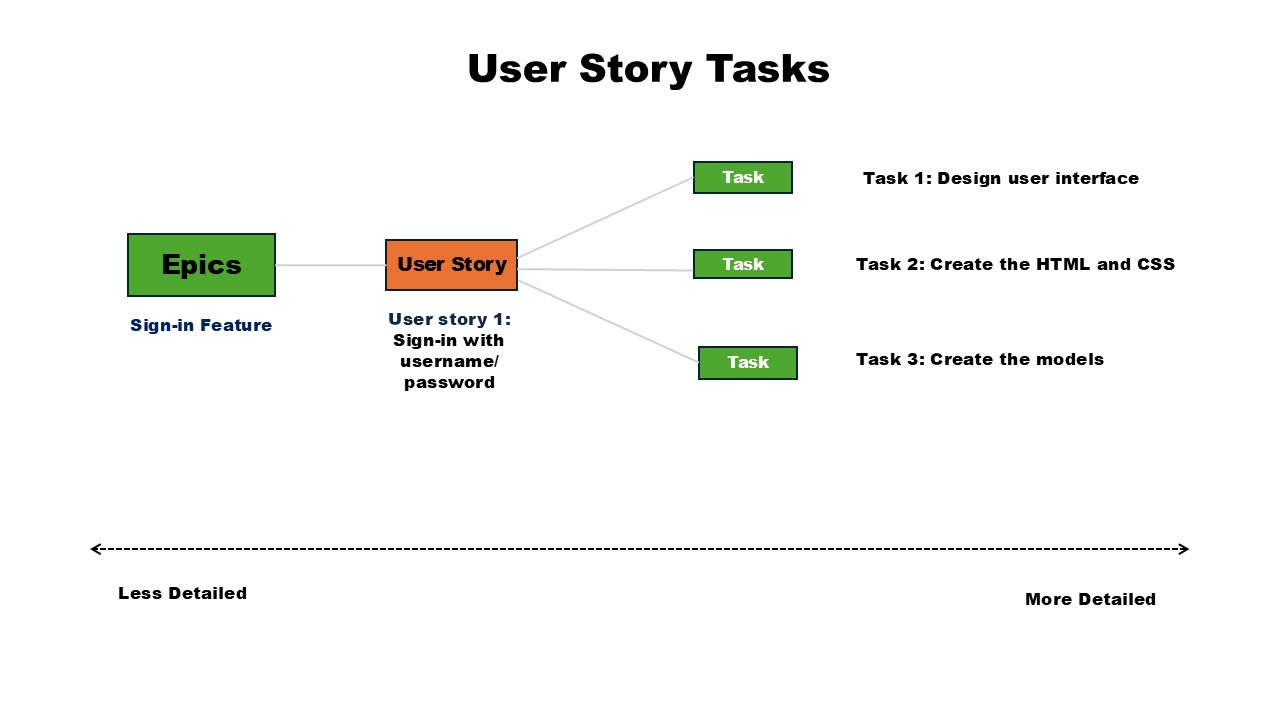 User Story Tasks
Task
Task 1: Design user interface
Epics
User Story
Task
Task 2: Create the HTML and CSS
Sign-in Feature
User story 1:
Sign-in with
username/
password
Task
Task 3: Create the models
Less Detailed
More Detailed